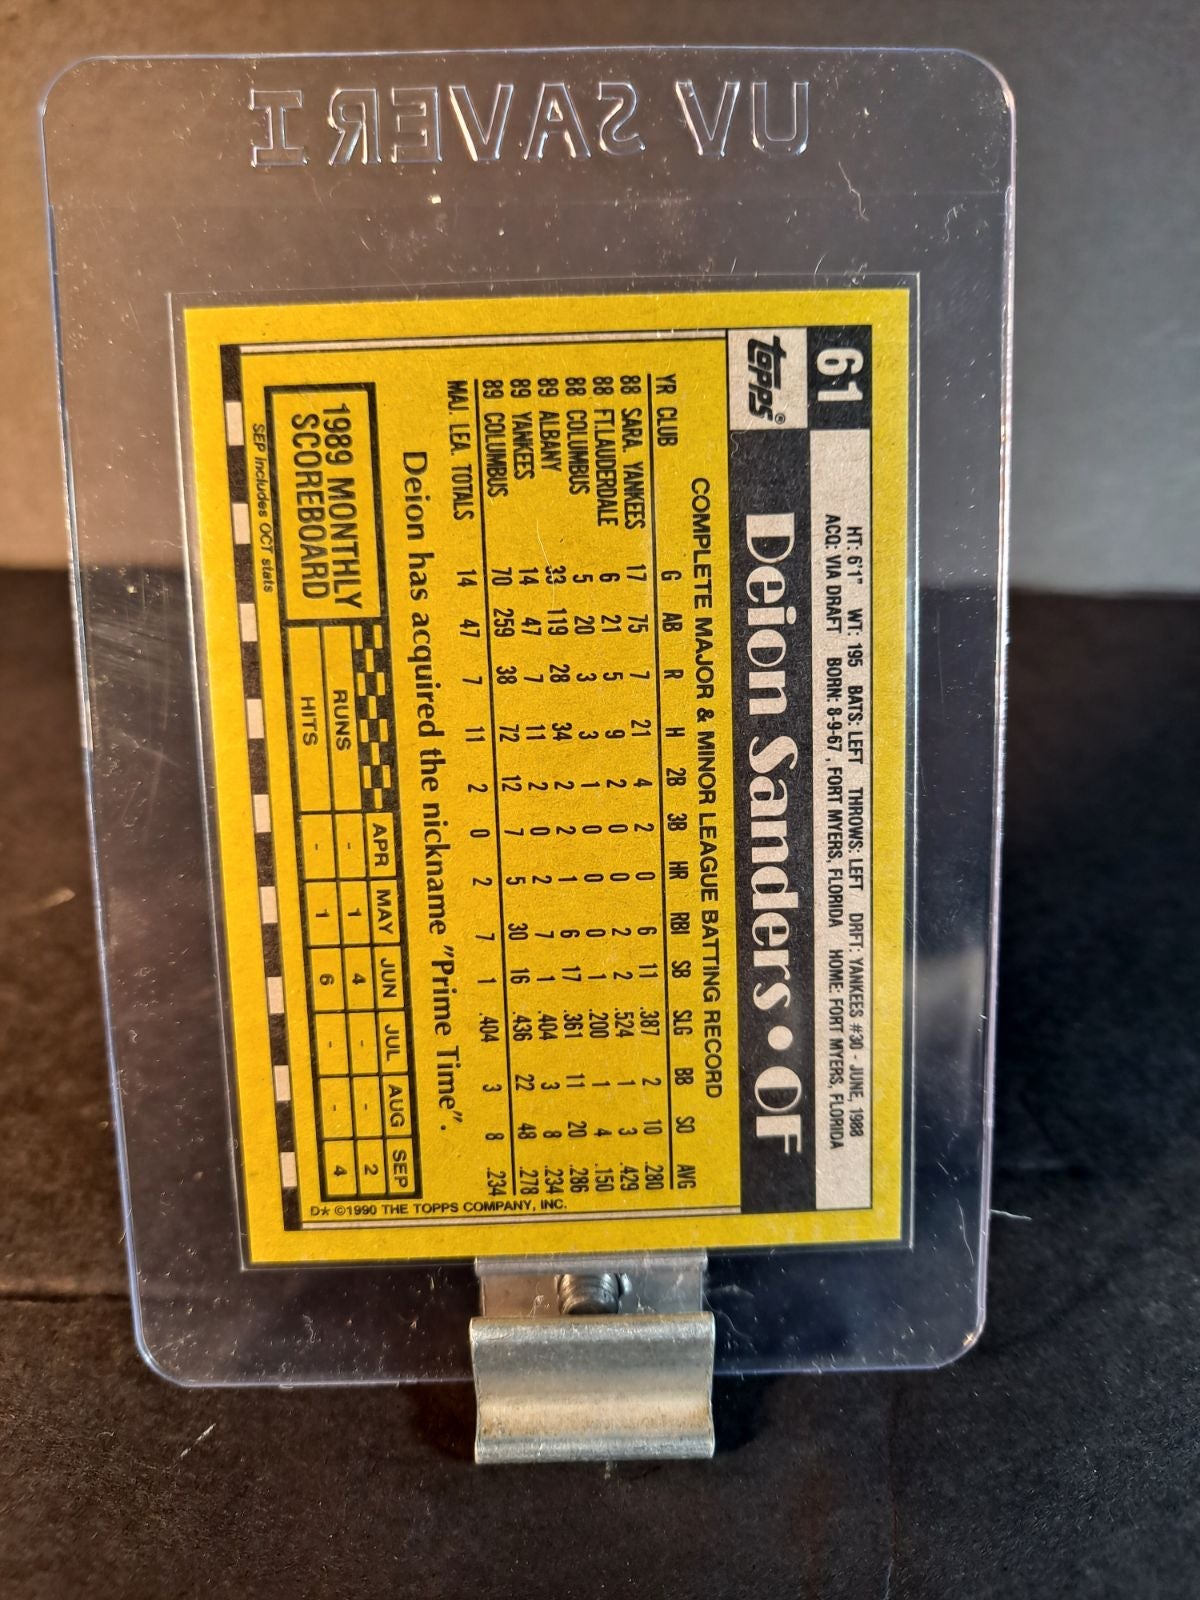 UV SAVER I
61
HT: 6'1" WT: 195 BATS: LEFT THROWS: LEFT DRFT: YANKEES #30 - JUNE, 1988
ACQ: VIA DRAFT BORN: 8-9-67, FORT MYERS, FLORIDA HOME: FORT MYERS, FLORIDA
TOPPS® Deion Sanders • OF
COMPLETE MAJOR & MINOR LEAGUE BATTING RECORD
YR CLUB G AB R H 2B 3B HR RBI SB SLG BB SO AVG
88 SARA. YANKEES 17 75 7 21 4 2 0 6 11 .387 2 10 .280
88 FT.LAUDERDALE 6 21 5 9 2 0 0 2 2 .524 1 3 .429
88 COLUMBUS 5 20 3 3 1 0 0 0 1 .200 1 4 .150
89 ALBANY 33 119 28 34 2 2 1 6 17 .361 11 20 .286
89 YANKEES 14 47 7 11 2 0 2 7 1 .404 3 8 .234
89 COLUMBUS 70 259 38 72 12 7 5 30 16 .436 22 48 .278
MAJ. LEA. TOTALS 14 47 7 11 2 0 2 7 1 .404 3 8 .234
Deion has acquired the nickname "Prime Time".
1989 MONTHLY
SCOREBOARD
APR MAY JUN JUL AUG SEP
RUNS - 1 4 - - 2
HITS - 1 6 - - 4
SEP includes OCT stats
D* ©1990 THE TOPPS COMPANY, INC.